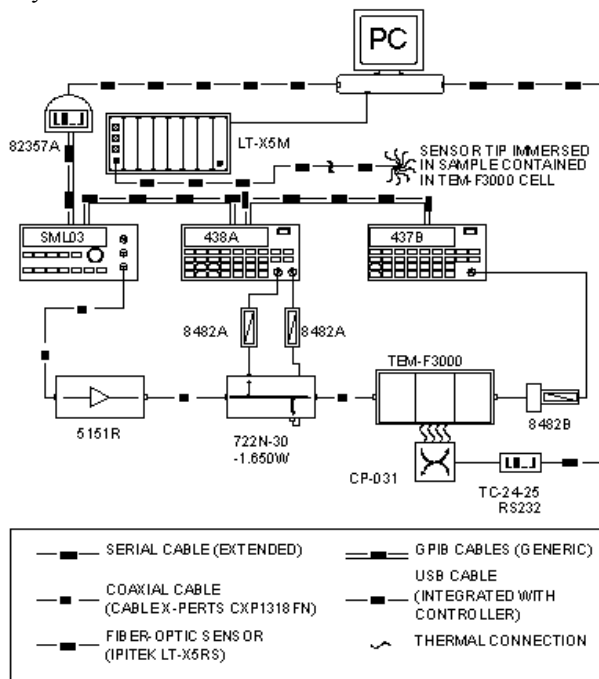 PC
82357A
LT-X5M
SENSOR TIP IMMERSED
IN SAMPLE CONTAINED
IN TEM-F3000 CELL
SML03
438A
437B
8482A
8482A
TEM-F3000
5151R
722N-30
-1.650W
8482B
CP-031
TC-24-25
RS232
SERIAL CABLE (EXTENDED)
COAXIAL CABLE
(CABLE X-PERTS CXP1318FN)
FIBER-OPTIC SENSOR
(IPITEK LT-X5RS)
GPIB CABLES (GENERIC)
USB CABLE
(INTEGRATED WITH
CONTROLLER)
THERMAL CONNECTION